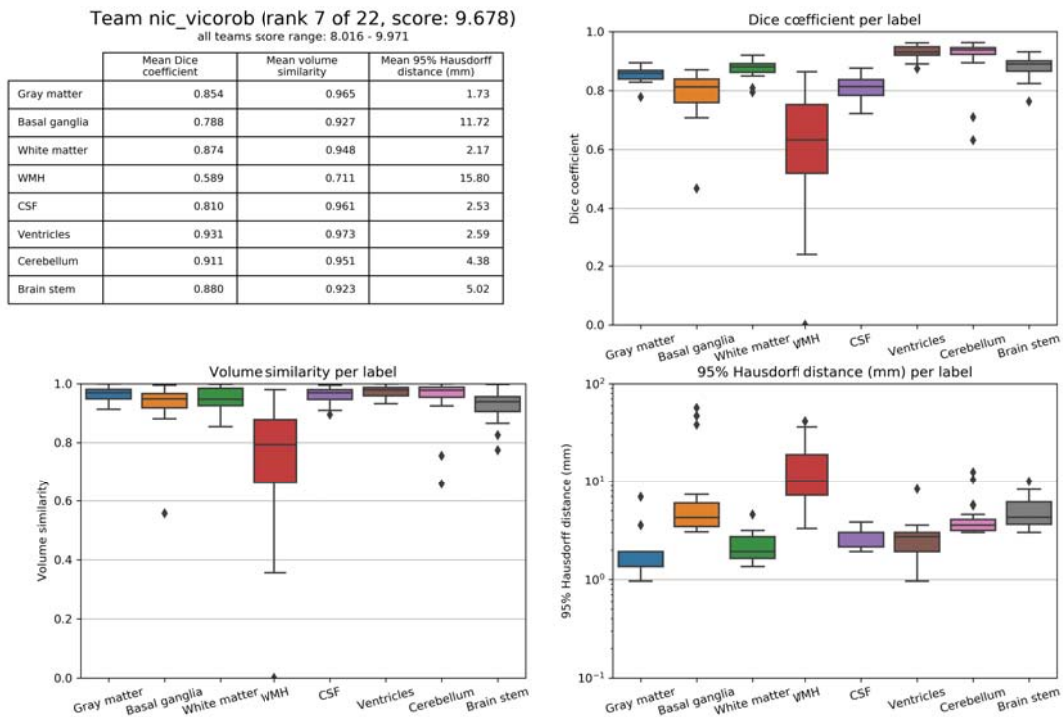 Team nic_vicorob (rank 7 of 22, score: 9.678)
all teams score range: 8.016 - 9.971
Mean Dice coefficient Mean volume similarity Mean 95% Hausdorff distance (mm)
Gray matter 0.854 0.965 1.73
Basal ganglia 0.788 0.927 11.72
White matter 0.874 0.948 2.17
WMH 0.589 0.711 15.80
CSF 0.810 0.961 2.53
Ventricles 0.931 0.973 2.59
Cerebellum 0.911 0.951 4.38
Brain stem 0.880 0.923 5.02
Dice coefficient per label
Dice coefficient
1.0
0.8
0.6
0.4
0.2
0.0
Gray matter Basal ganglia White matter WMH CSF Ventricles Cerebellum Brain stem
Volume similarity per label
Volume similarity
1.0
0.8
0.6
0.4
0.2
0.0
Gray matter Basal ganglia White matter WMH CSF Ventricles Cerebellum Brain stem
95% Hausdorff distance (mm) per label
95% Hausdorff distance (mm)
10²
10¹
10⁰
10⁻¹
Gray matter Basal ganglia White matter WMH CSF Ventricles Cerebellum Brain stem